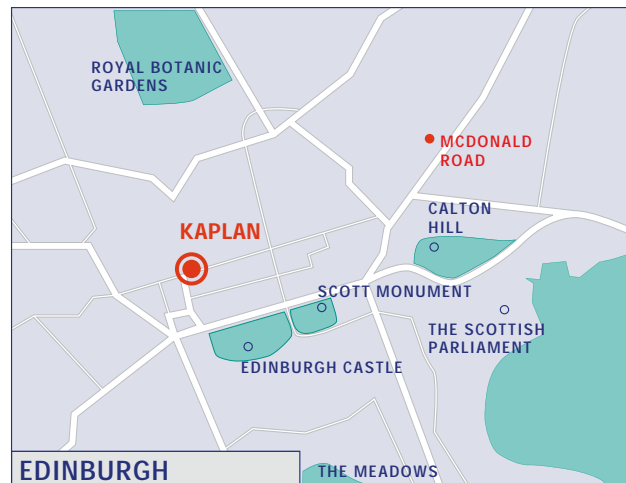 ROYAL BOTANIC
GARDENS
MCDONALD
ROAD
CALTON
HILL
KAPLAN
SCOTT MONUMENT
THE SCOTTISH
PARLIAMENT
EDINBURGH CASTLE
EDINBURGH
THE MEADOWS